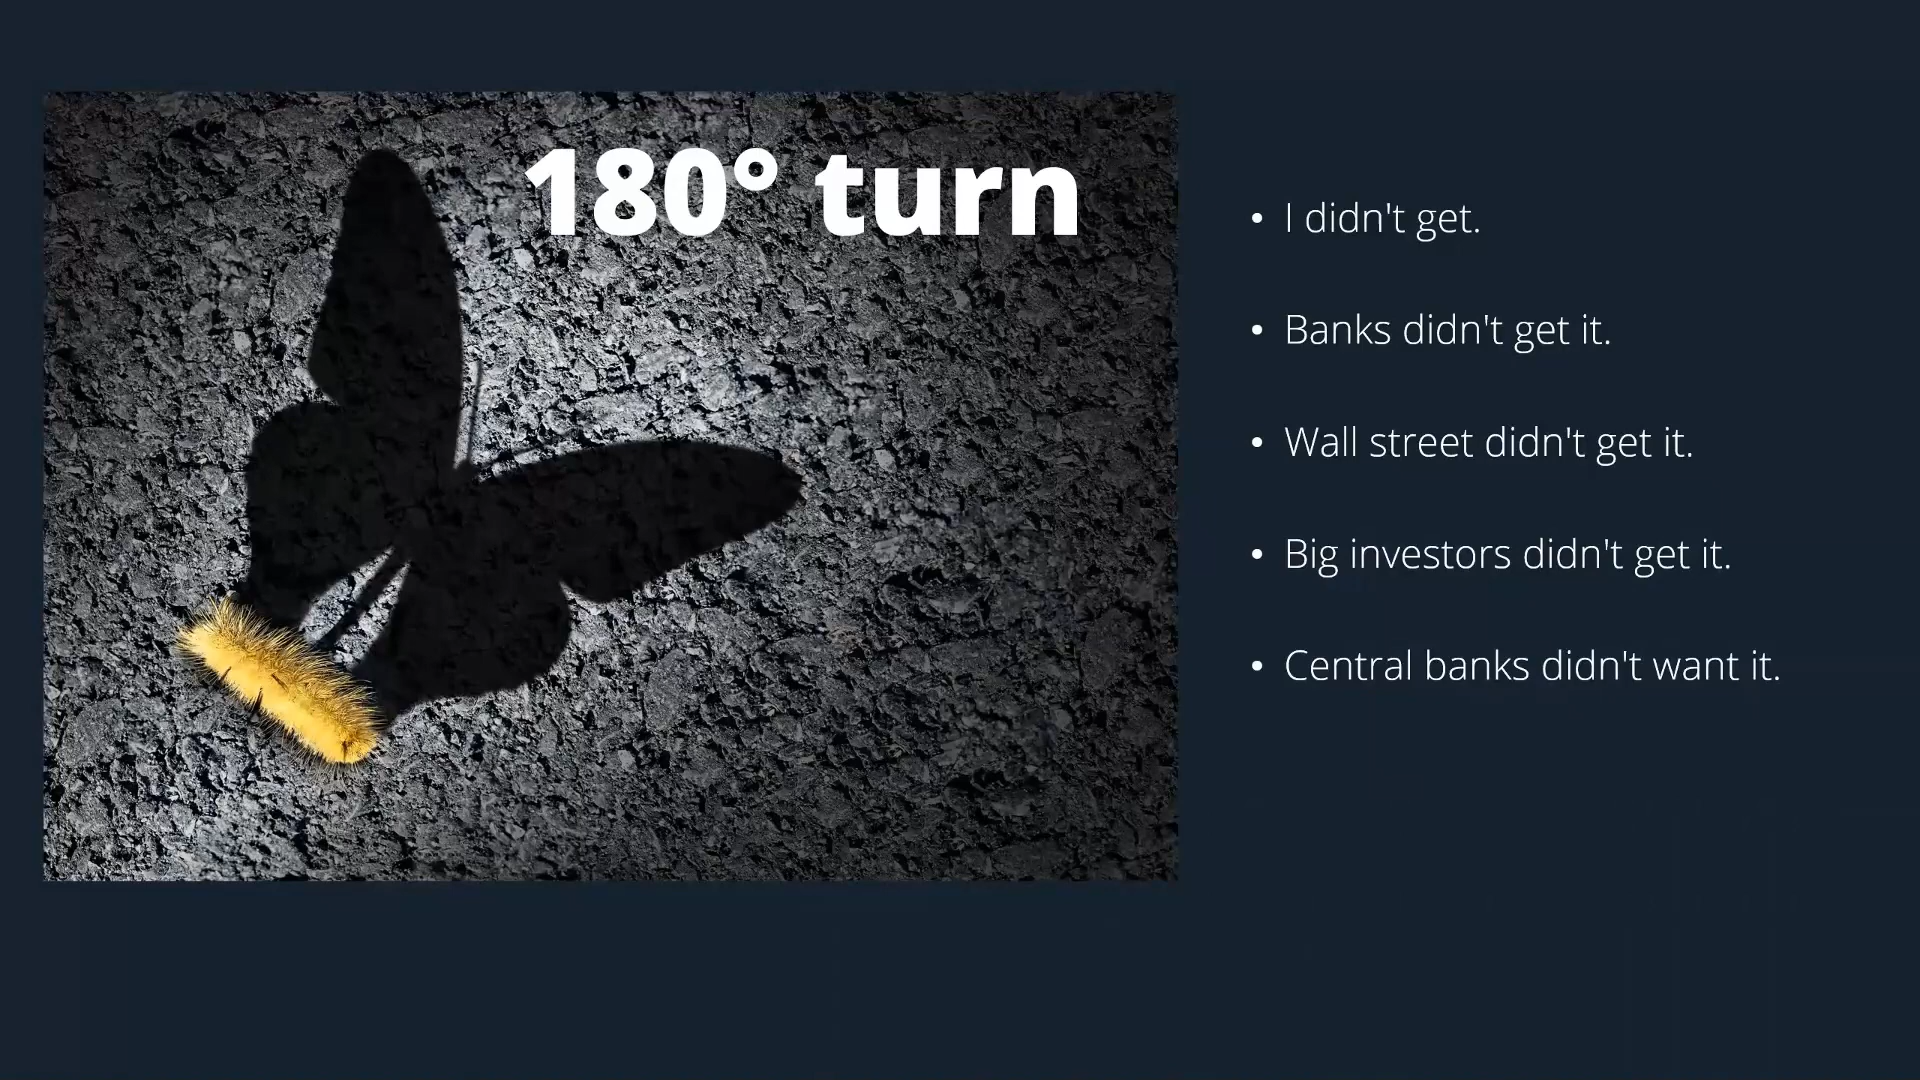 180° turn
• I didn't get.
• Banks didn't get it.
• Wall street didn't get it.
• Big investors didn't get it.
• Central banks didn't want it.